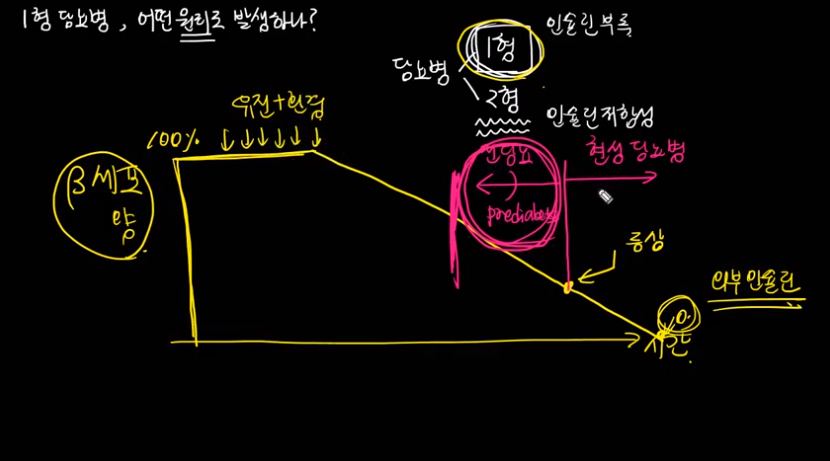 1형 당뇨병, 어떤 원리로 발생하나?
1형
인슐린 부족
당뇨병
2형
인슐린저항성
유전+환경
100%
β세포
양
전당뇨
prediabetes
현성 당뇨병
증상
외부인슐린
0.
시간